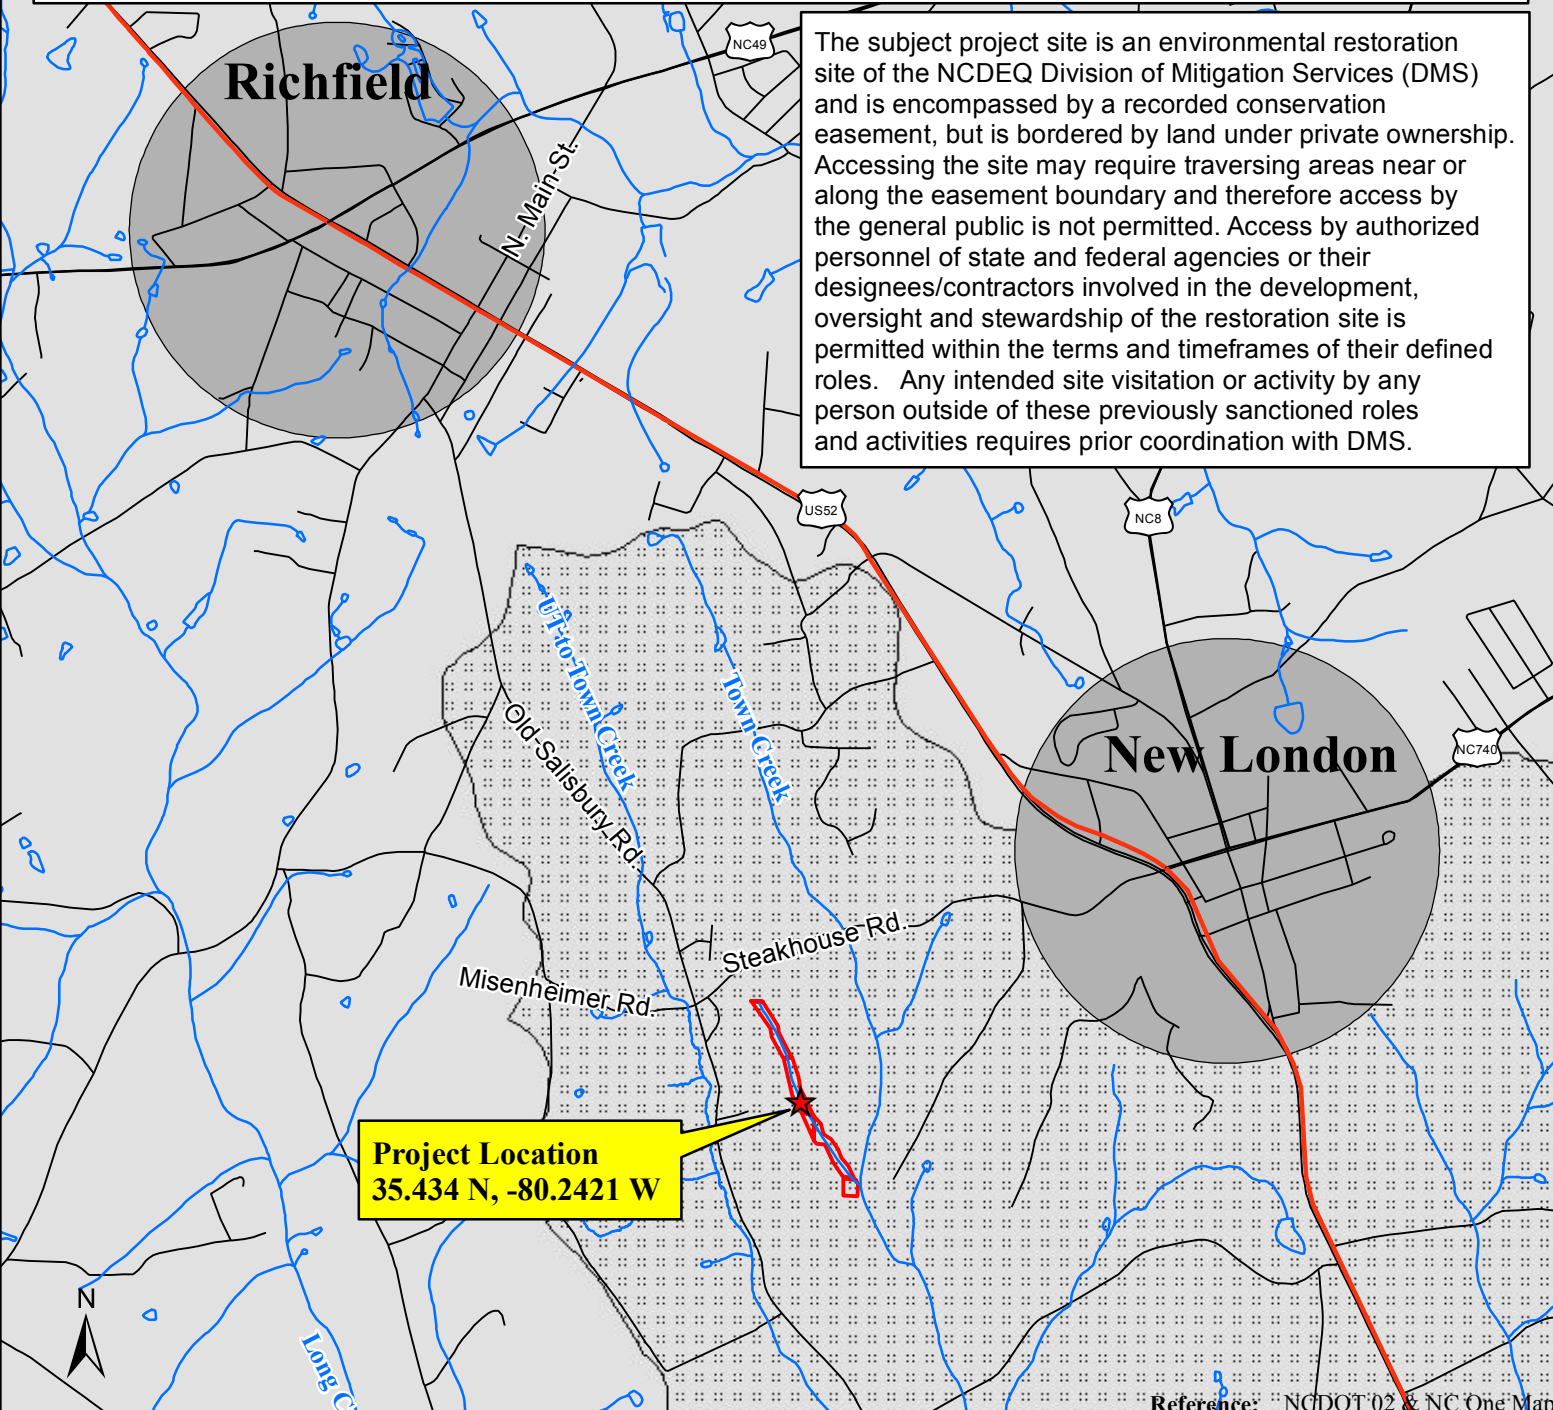 NC49
Richfield
The subject project site is an environmental restoration
site of the NCDEQ Division of Mitigation Services (DMS)
and is encompassed by a recorded conservation
easement, but is bordered by land under private ownership.
Accessing the site may require traversing areas near or
along the easement boundary and therefore access by
the general public is not permitted. Access by authorized
personnel of state and federal agencies or their
designees/contractors involved in the development,
oversight and stewardship of the restoration site is
permitted within the terms and timeframes of their defined
roles.   Any intended site visitation or activity by any
person outside of these previously sanctioned roles
and activities requires prior coordination with DMS.
N. Main St.
US52
NC8
UT to Town Creek
Town Creek
Old Salisbury Rd.
New London
NC740
Steakhouse Rd.
Misenheimer Rd.
Project Location
35.434 N, -80.2421 W
N
Long C
Reference: NCDOT 02 & NC One Map